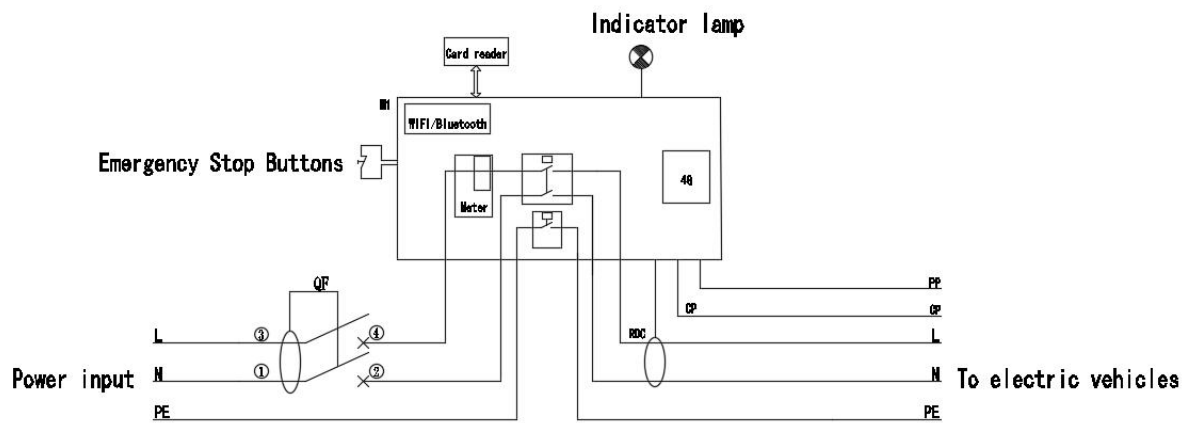 Indicator lamp
Card reader
M1
WIFI/Bluetooth
Emergency Stop Buttons
4G
Meter
QF
PP
CP
CP
L
③
④
RDC
L
Power input
N
①
②
N
To electric vehicles
PE
PE